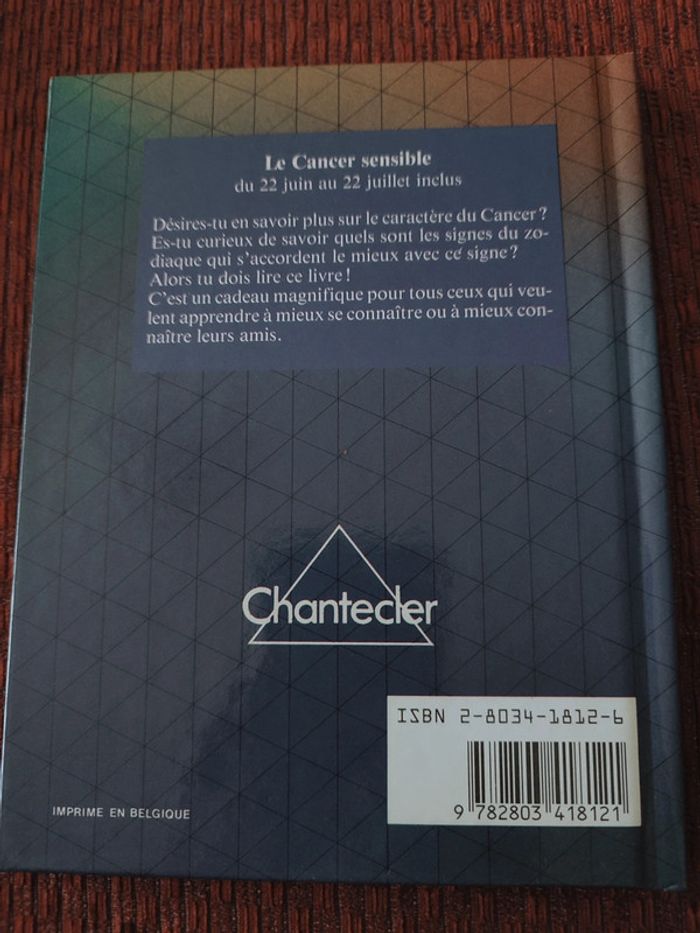 Le Cancer sensible
du 22 juin au 22 juillet inclus
Désires-tu en savoir plus sur le caractère du Cancer ?
Es-tu curieux de savoir quels sont les signes du zo-
diaque qui s'accordent le mieux avec ce signe ?
Alors tu dois lire ce livre !
C'est un cadeau magnifique pour tous ceux qui veu-
lent apprendre à mieux se connaître ou à mieux con-
naître leurs amis.
Chantecler
ISBN 2-8034-1812-6
9 782803 418121
IMPRIME EN BELGIQUE